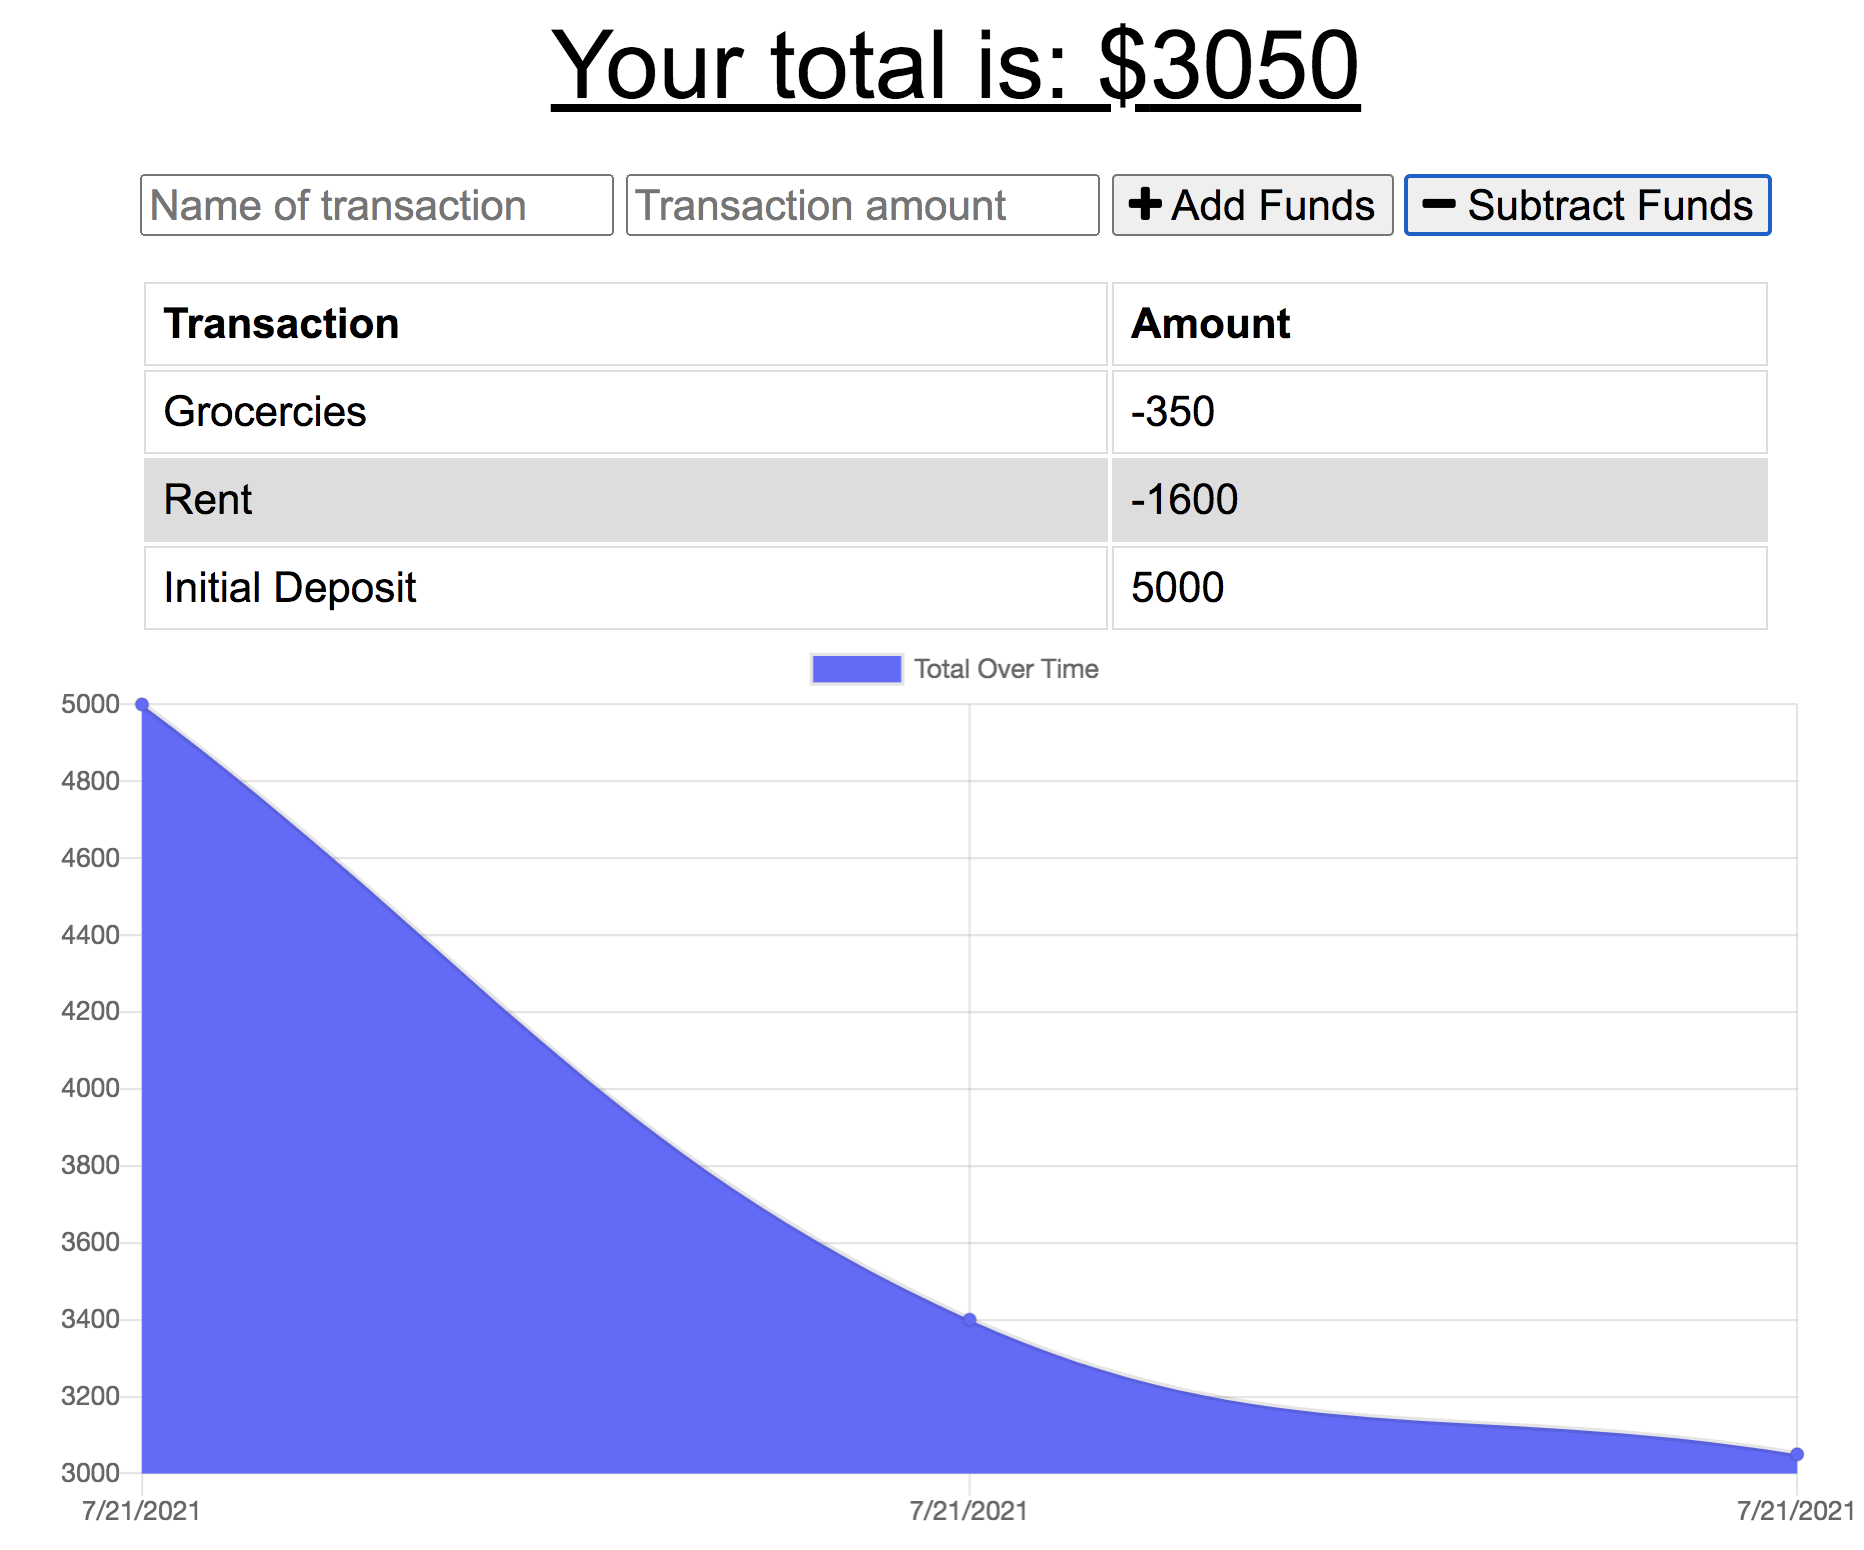 Your total is: $3050
Name of transaction Transaction amount Add Funds Subtract Funds
Transaction Amount
Grocercies -350
Rent -1600
Initial Deposit 5000
Total Over Time
5000
4800
4600
4400
4200
4000
3800
3600
3400
3200
3000
7/21/2021 7/21/2021 7/21/2021